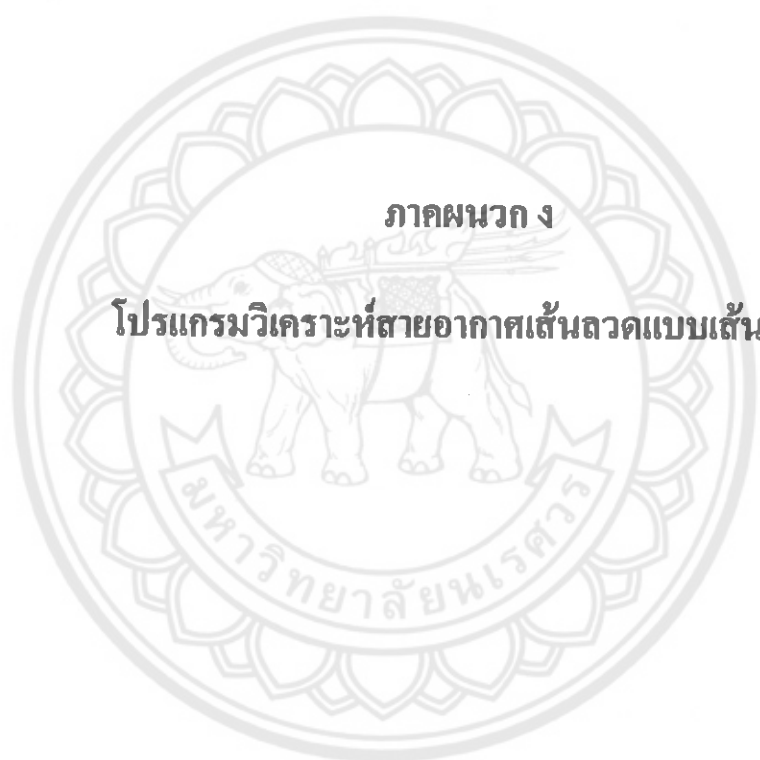 ภาคผนวก ง
โปรแกรมวิเคราะห์สายอากาศเส้นลวดแบบเส้น
มหาวิทยาลัยนเรศวร